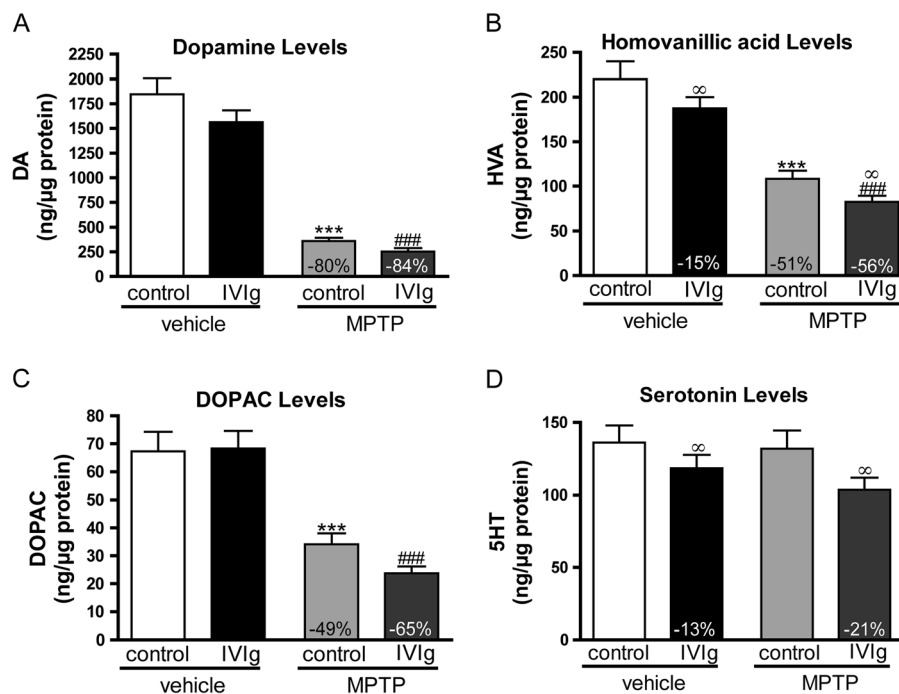 A
Dopamine Levels
DA
(ng/µg protein)
2250
2000
1750
1500
1250
1000
750
500
250
0
***
###
-80%
-84%
control IVIg control IVIg
vehicle MPTP
B
Homovanillic acid Levels
HVA
(ng/µg protein)
250
200
150
100
50
0
∞
***
∞
###
-15%
-51%
-56%
control IVIg control IVIg
vehicle MPTP
C
DOPAC Levels
DOPAC
(ng/µg protein)
80
70
60
50
40
30
20
10
0
***
###
-49%
-65%
control IVIg control IVIg
vehicle MPTP
D
Serotonin Levels
5HT
(ng/µg protein)
150
100
50
0
∞
∞
-13%
-21%
control IVIg control IVIg
vehicle MPTP